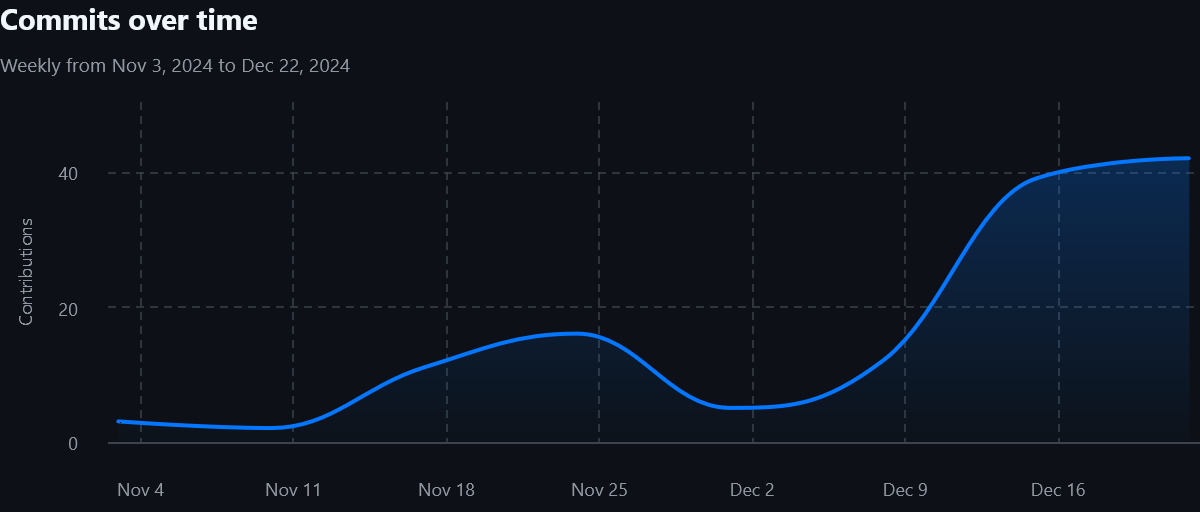 Commits over time
Weekly from Nov 3, 2024 to Dec 22, 2024
Contributions
40
20
0
Nov 4
Nov 11
Nov 18
Nov 25
Dec 2
Dec 9
Dec 16